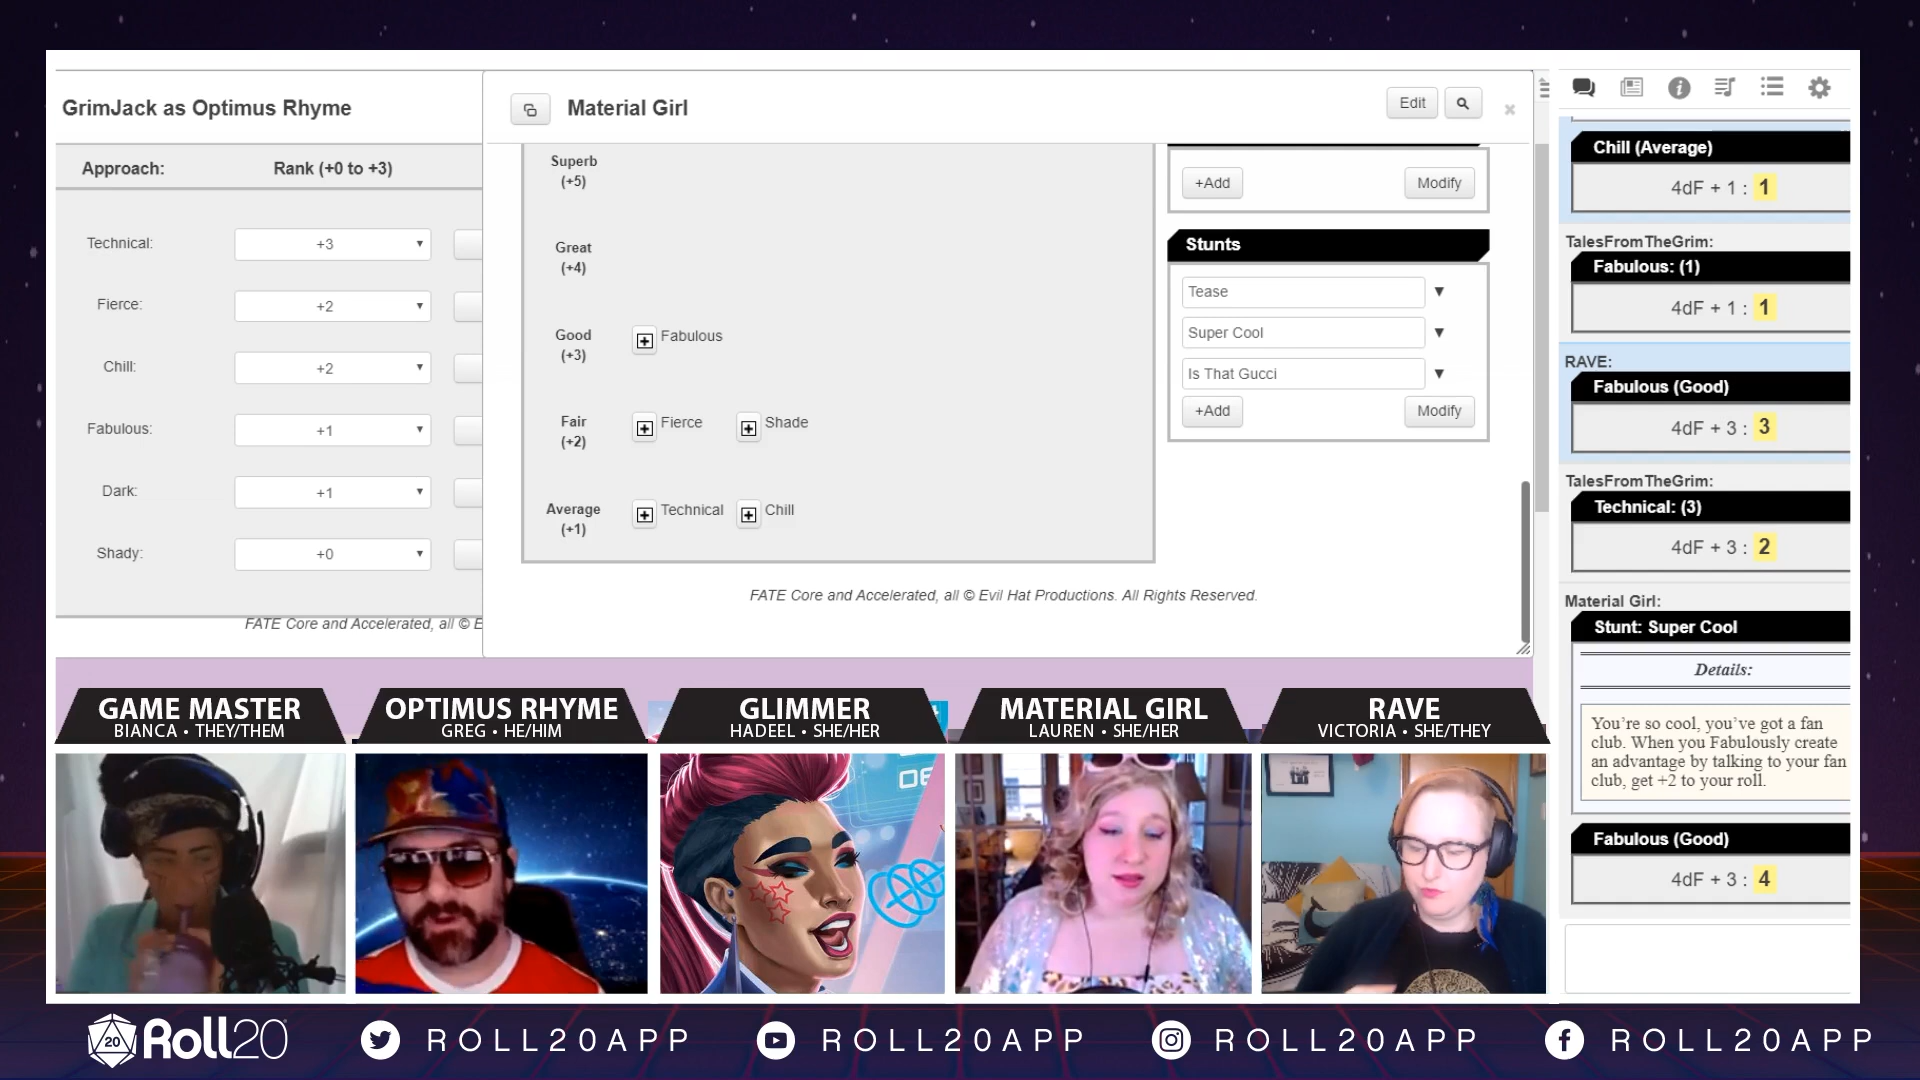 GrimJack as Optimus Rhyme
Approach: Rank (+0 to +3)
Technical: +3
Fierce: +2
Chill: +2
Fabulous: +1
Dark: +1
Shady: +0
FATE Core and Accelerated, all © E
Material Girl
Edit
Superb
(+5)
Great
(+4)
Good
(+3)
Fabulous
Fair
(+2)
Fierce Shade
Average
(+1)
Technical Chill
FATE Core and Accelerated, all © Evil Hat Productions. All Rights Reserved.
+Add Modify
Stunts
Tease
Super Cool
Is That Gucci
+Add Modify
Chill (Average)
4dF + 1 : 1
TalesFromTheGrim:
Fabulous: (1)
4dF + 1 : 1
RAVE:
Fabulous (Good)
4dF + 3 : 3
TalesFromTheGrim:
Technical: (3)
4dF + 3 : 2
Material Girl:
Stunt: Super Cool
Details:
You're so cool, you've got a fan
club. When you Fabulously create
an advantage by talking to your fan
club, get +2 to your roll.
Fabulous (Good)
4dF + 3 : 4
GAME MASTER
BIANCA • THEY/THEM
OPTIMUS RHYME
GREG • HE/HIM
GLIMMER
HADEEL • SHE/HER
MATERIAL GIRL
LAUREN • SHE/HER
RAVE
VICTORIA • SHE/THEY
20 Roll20
ROLL20APP
ROLL20APP
ROLL20APP
ROLL20APP